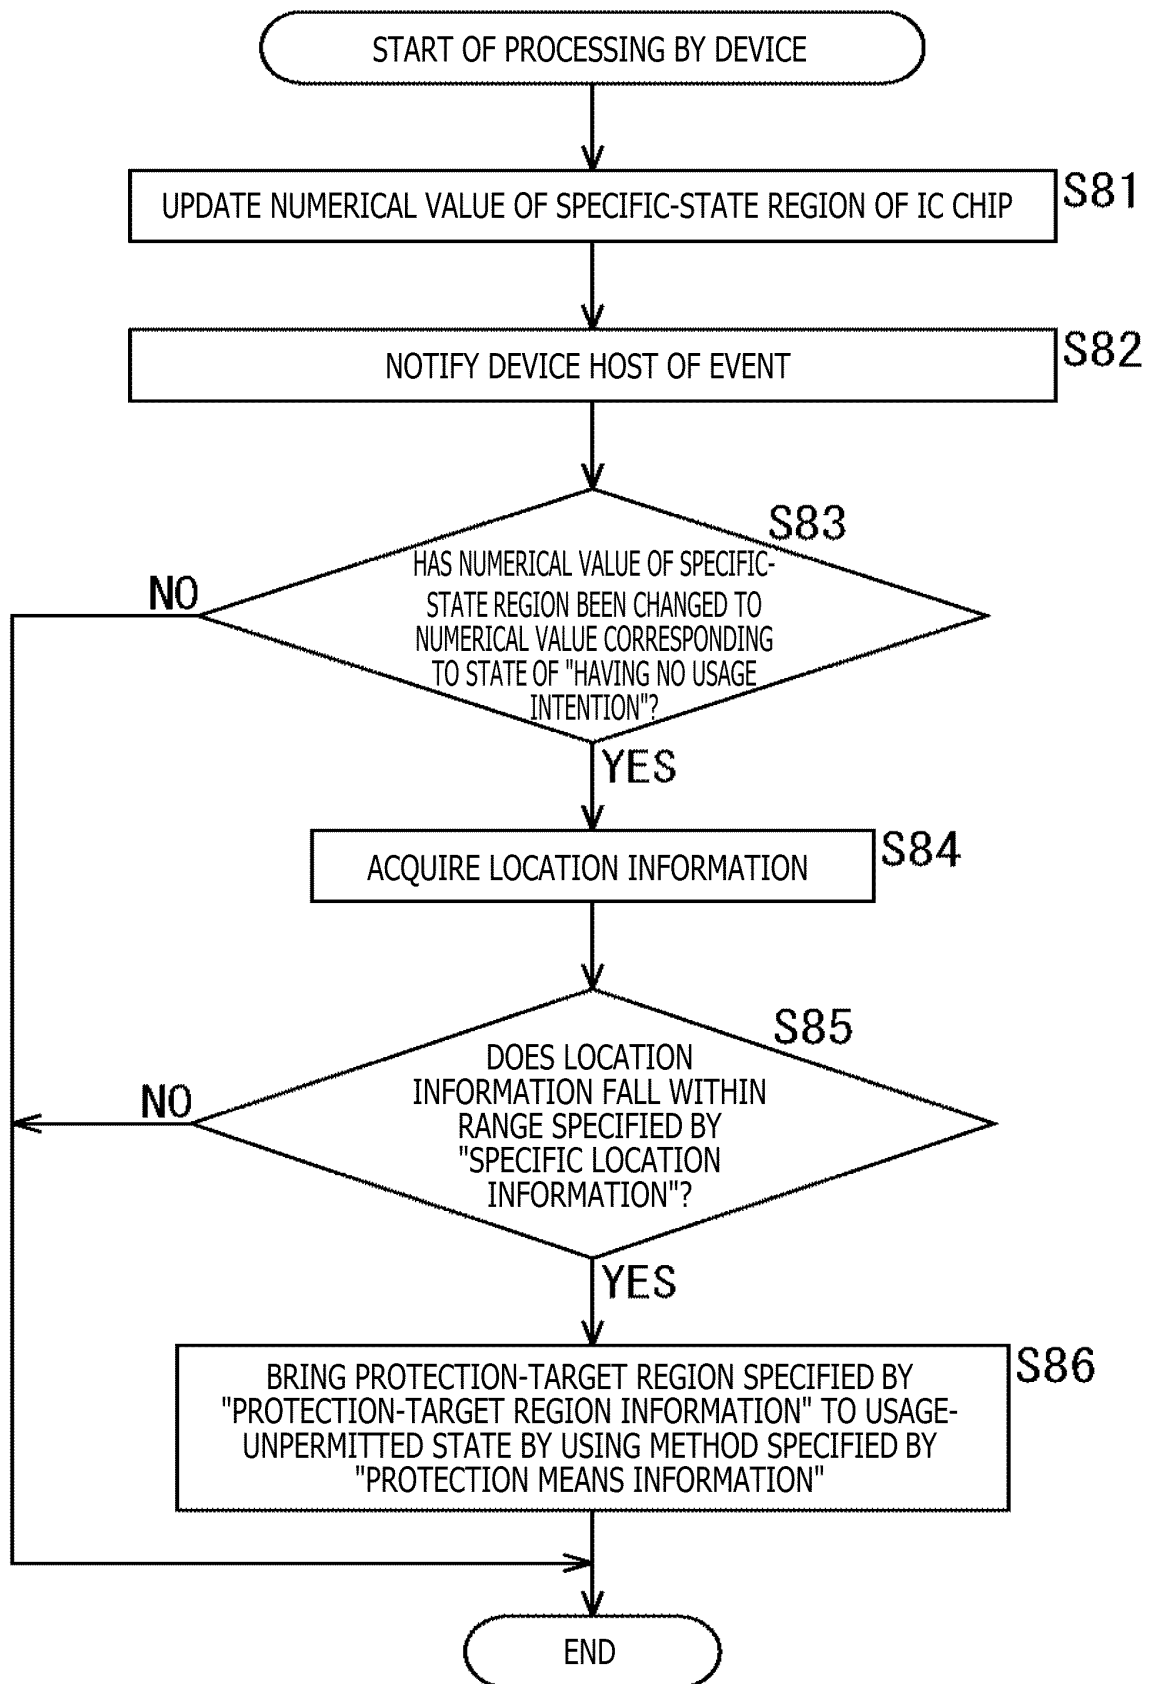 START OF PROCESSING BY DEVICE
S81
UPDATE NUMERICAL VALUE OF SPECIFIC-STATE REGION OF IC CHIP
S82
NOTIFY DEVICE HOST OF EVENT
S83
HAS NUMERICAL VALUE OF SPECIFIC-
STATE REGION BEEN CHANGED TO
NUMERICAL VALUE CORRESPONDING
TO STATE OF "HAVING NO USAGE
INTENTION"?
NO
YES
S84
ACQUIRE LOCATION INFORMATION
S85
DOES LOCATION
INFORMATION FALL WITHIN
RANGE SPECIFIED BY
"SPECIFIC LOCATION
INFORMATION"?
NO
YES
S86
BRING PROTECTION-TARGET REGION SPECIFIED BY
"PROTECTION-TARGET REGION INFORMATION" TO USAGE-
UNPERMITTED STATE BY USING METHOD SPECIFIED BY
"PROTECTION MEANS INFORMATION"
END